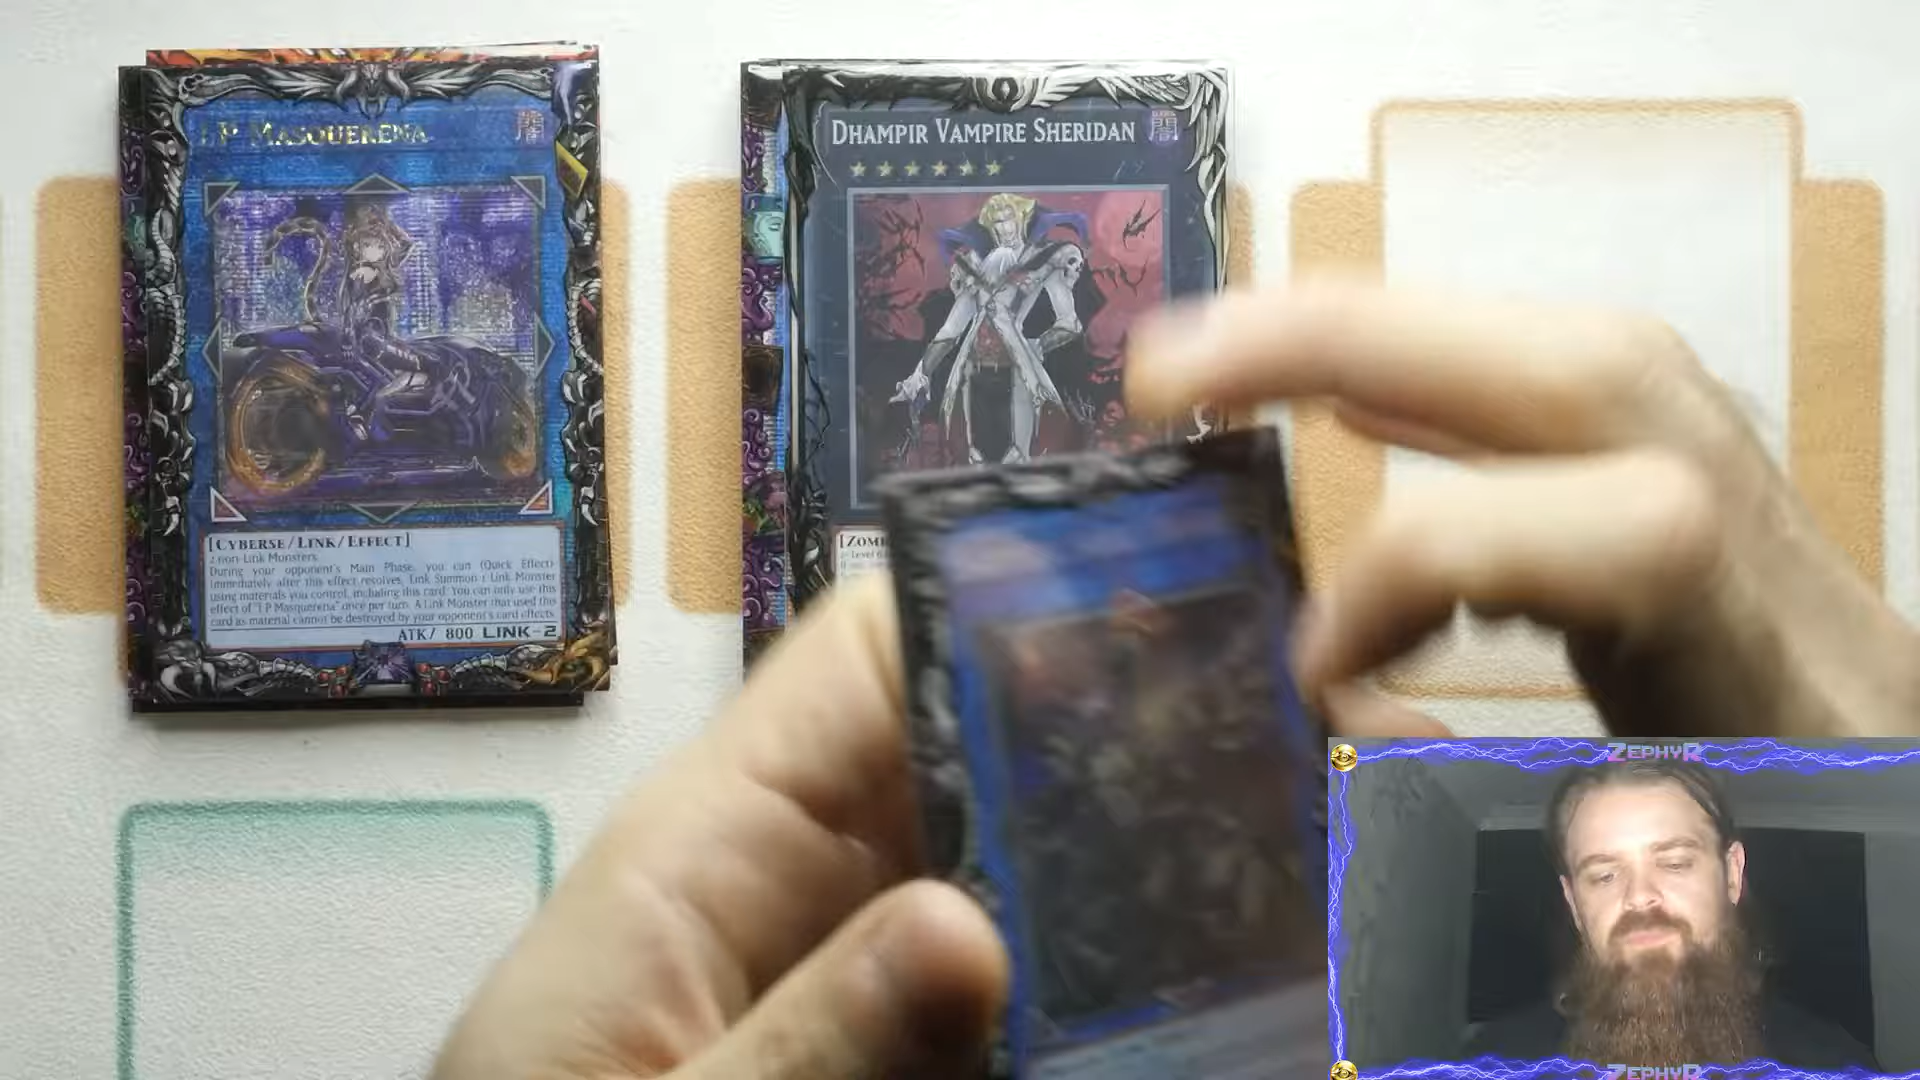 I:P MASQUERENA
闇
[CYBERSE/LINK/EFFECT]
2 non-Link Monsters
During your opponent's Main Phase, you can (Quick Effect)
Immediately after this effect resolves, Link Summon 1 Link Monster
using materials you control, including this card. You can only use this
effect of "I:P Masquerena" once per turn. A Link Monster that used this
card as material cannot be destroyed by your opponent's card effects.
ATK/ 800 LINK-2
DHAMPIR VAMPIRE SHERIDAN
闇
[ZOM
ZEPHYR
ZEPHYR